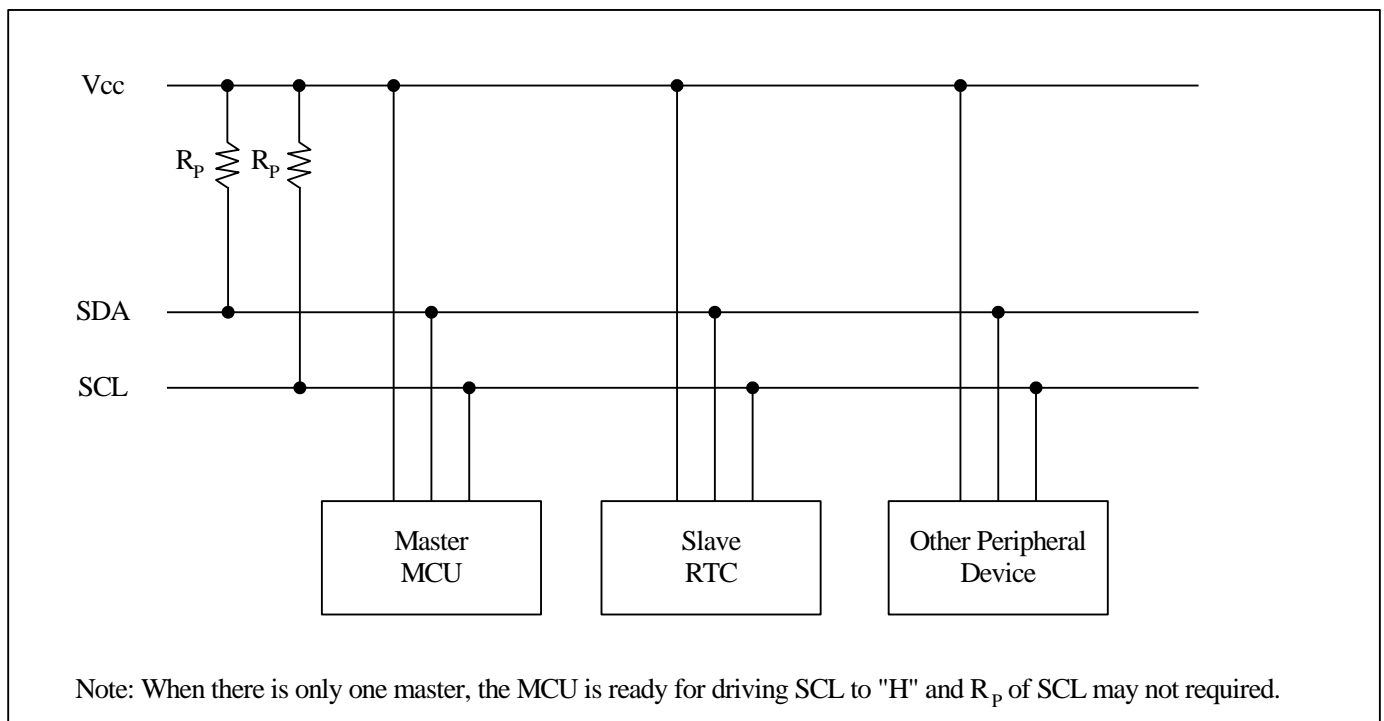 Vcc
R_P R_P
SDA
SCL
Master
MCU
Slave
RTC
Other Peripheral
Device
Note: When there is only one master, the MCU is ready for driving SCL to "H" and R_P of SCL may not required.